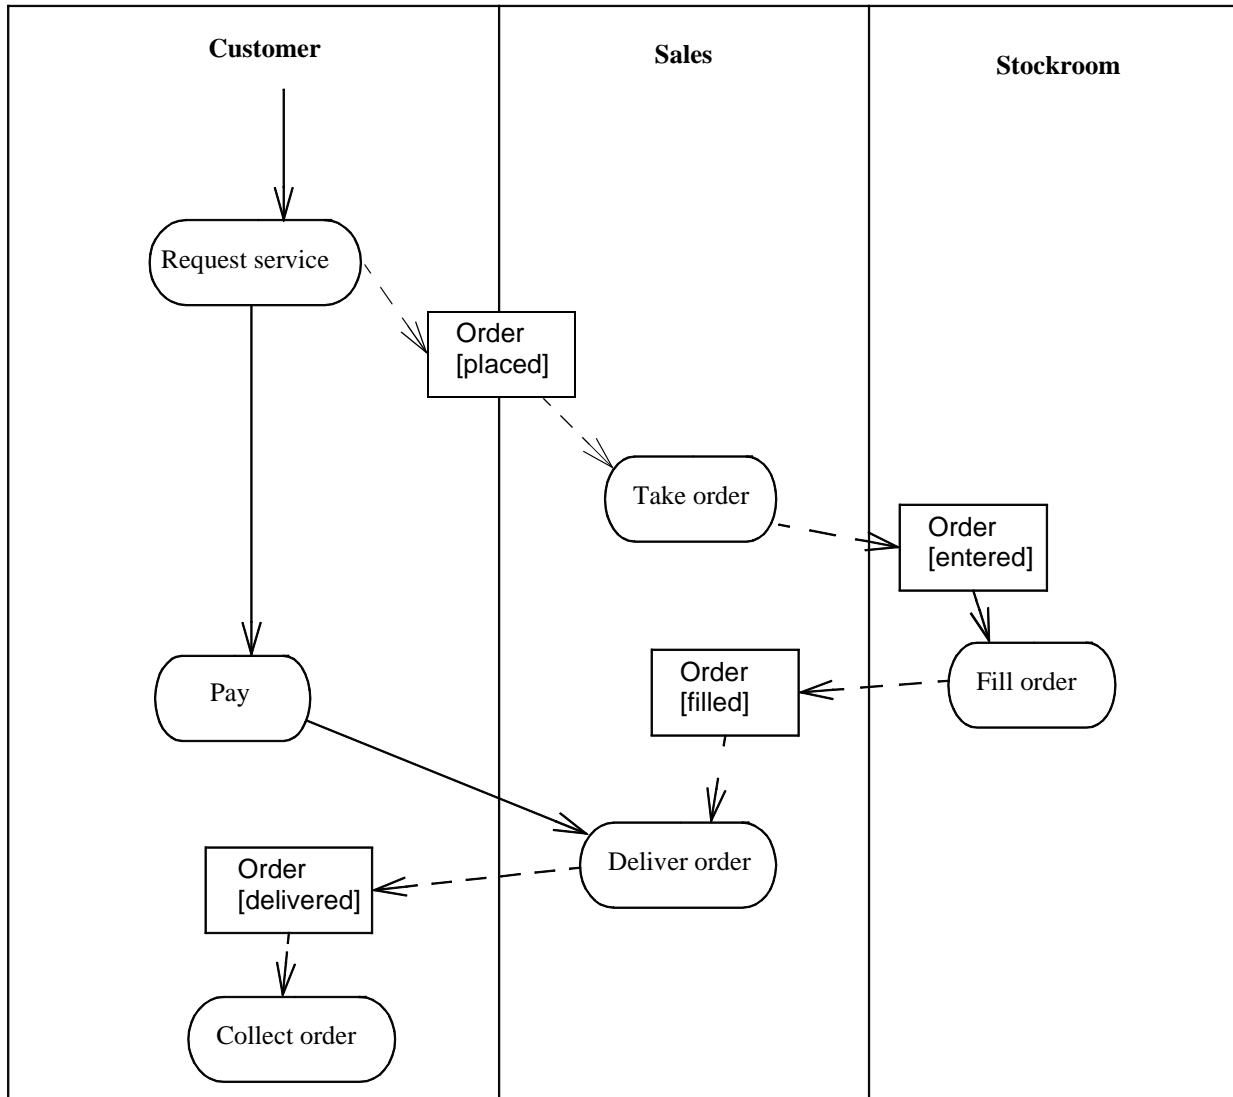 Customer
Sales
Stockroom
Request service
Order
[placed]
Take order
Order
[entered]
Order
[filled]
Fill order
Pay
Deliver order
Order
[delivered]
Collect order